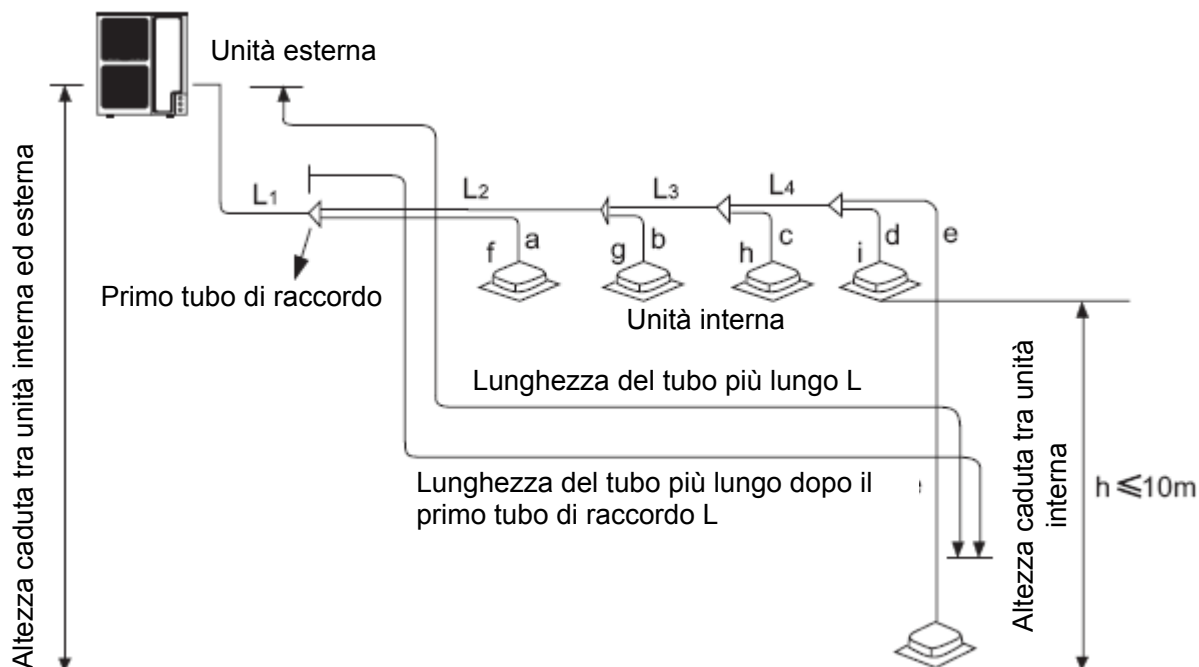 Unità esterna
Altezza caduta tra unità interna ed esterna
L1
L2
L3
L4
f
a
g
b
h
c
i
d
e
Primo tubo di raccordo
Unità interna
Lunghezza del tubo più lungo L
Lunghezza del tubo più lungo dopo il
primo tubo di raccordo L
Altezza caduta tra unità
interna
h≤10m